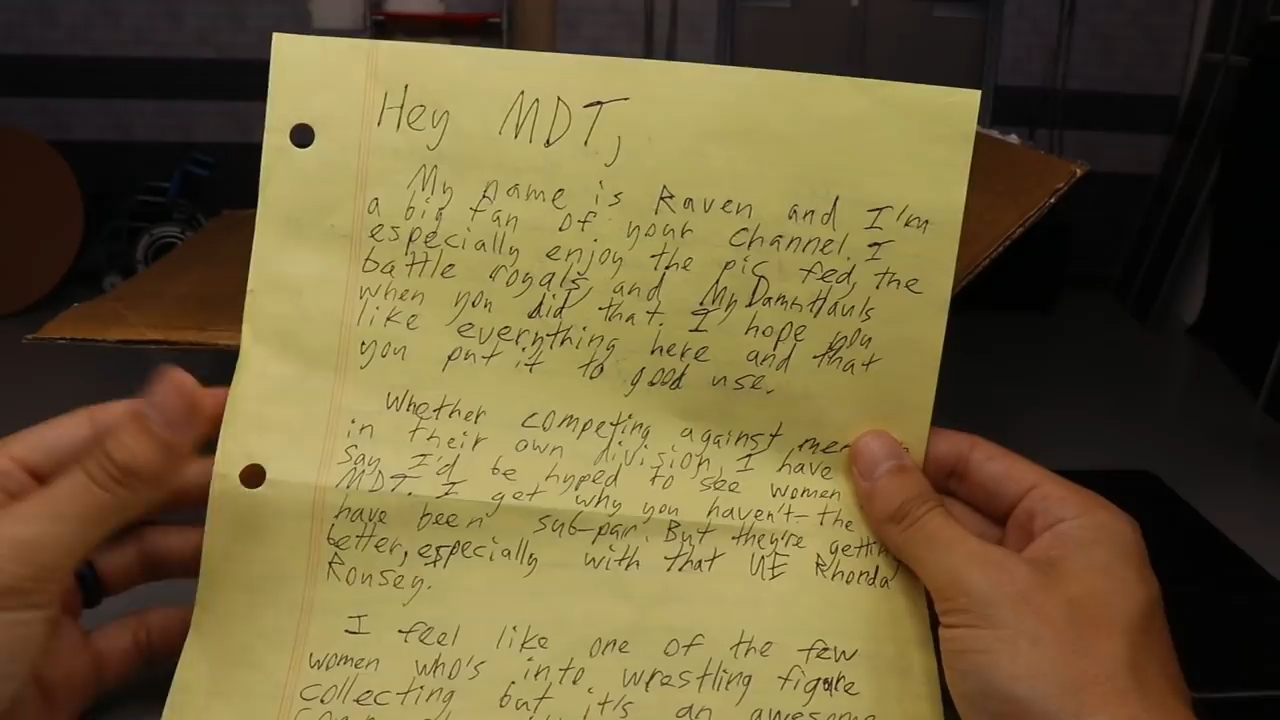 Hey MDT,
My name is Raven and I'm
a big fan of your channel. I
especially enjoy the pic fed, the
battle royals, and MyDamnHauls
when you did that. I hope you
like everything here and that
you put it to good use.
Whether competing against men
in their own division, I have
say I'd be hyped to see women
MDT. I get why you haven't - the
have been sub-par. But they're getting
better, especially with that UE Rhonda
Rousey.
I feel like one of the few
women who's into wrestling figure
collecting but it's an awesome